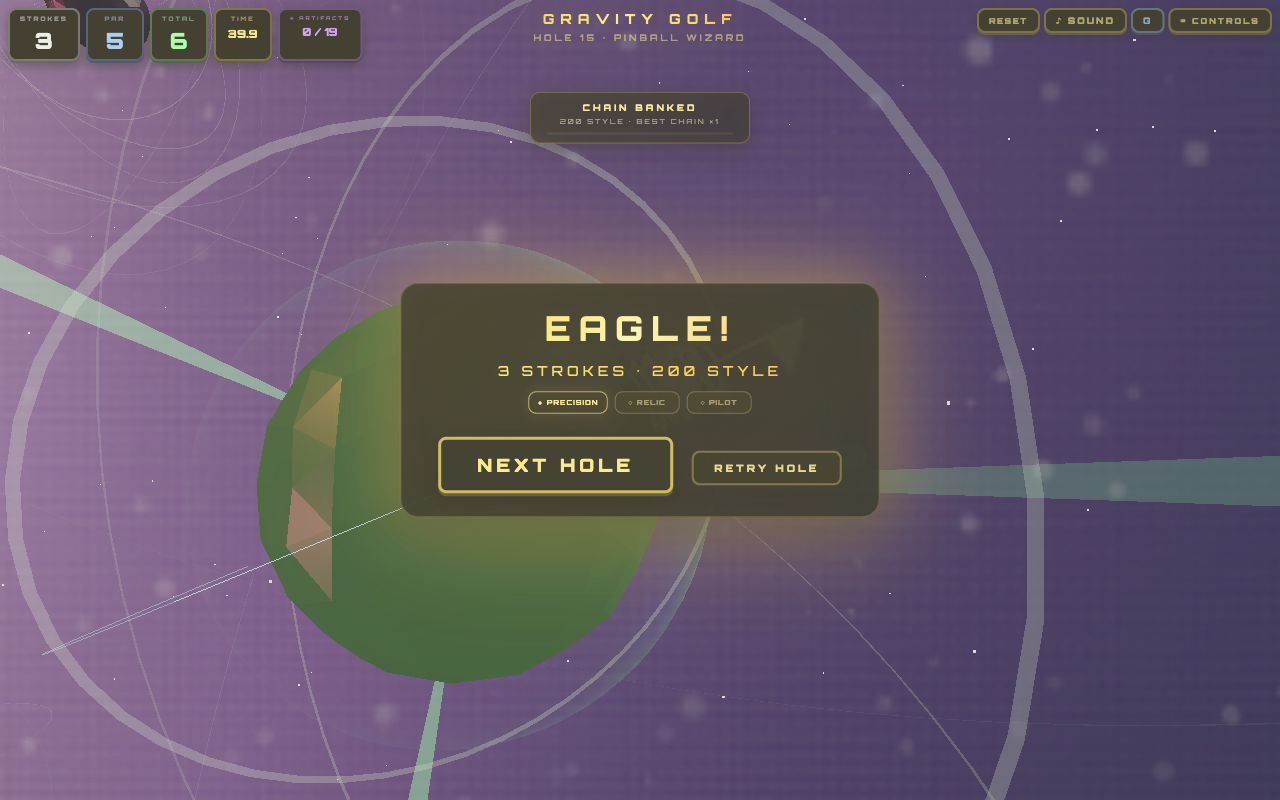 STROKES
3
PAR
5
TOTAL
6
TIME
39.9
ARTIFACTS
0 / 19
GRAVITY GOLF
HOLE 15 · PINBALL WIZARD
RESET
♪ SOUND
G
CONTROLS
CHAIN BANKED
200 STYLE · BEST CHAIN ×1
EAGLE!
3 STROKES · 200 STYLE
PRECISION
RELIC
PILOT
NEXT HOLE
RETRY HOLE